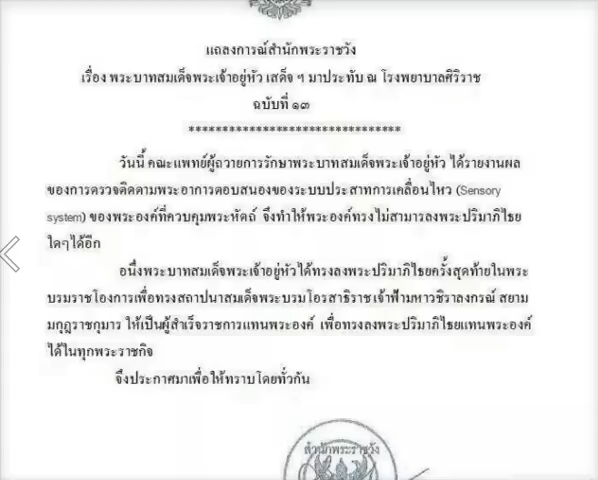 แถลงการณ์สำนักพระราชวัง
เรื่อง พระบาทสมเด็จพระเจ้าอยู่หัว เสด็จ ฯ มาประทับ ณ โรงพยาบาลศิริราช
ฉบับที่ ๑๓
********************************
วันนี้ คณะแพทย์ผู้ถวายการรักษาพระบาทสมเด็จพระเจ้าอยู่หัว ได้รายงานผล
ของการตรวจติดตามพระอาการตอบสนองของระบบประสาทการเคลื่อนไหว (Sensory
system) ของพระองค์ที่ควบคุมพระหัตถ์ จึงทำให้พระองค์ทรงไม่สามารถลงพระปริมาภิไธย
ใดๆได้อีก
อนึ่งพระบาทสมเด็จพระเจ้าอยู่หัวได้ทรงลงพระปริมาภิไธยครั้งสุดท้ายในพระ
บรมราชโองการเพื่อทรงสถาปนาสมเด็จพระบรมโอรสาธิราช เจ้าฟ้ามหาวชิราลงกรณ์ สยาม
มกุฎราชกุมาร ให้เป็นผู้สำเร็จราชการแทนพระองค์ เพื่อทรงลงพระปริมาภิไธยแทนพระองค์
ได้ในทุกพระราชกิจ
จึงประกาศมาเพื่อให้ทราบโดยทั่วกัน
สำนักพระราชวัง